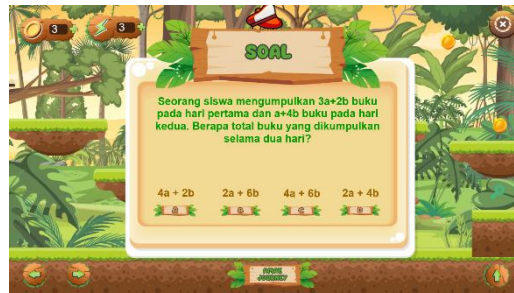 3
3
SOAL
Seorang siswa mengumpulkan 3a+2b buku
pada hari pertama dan a+4b buku pada hari
kedua. Berapa total buku yang dikumpulkan
selama dua hari?
4a + 2b 2a + 6b 4a + 6b 2a + 4b
A B C D